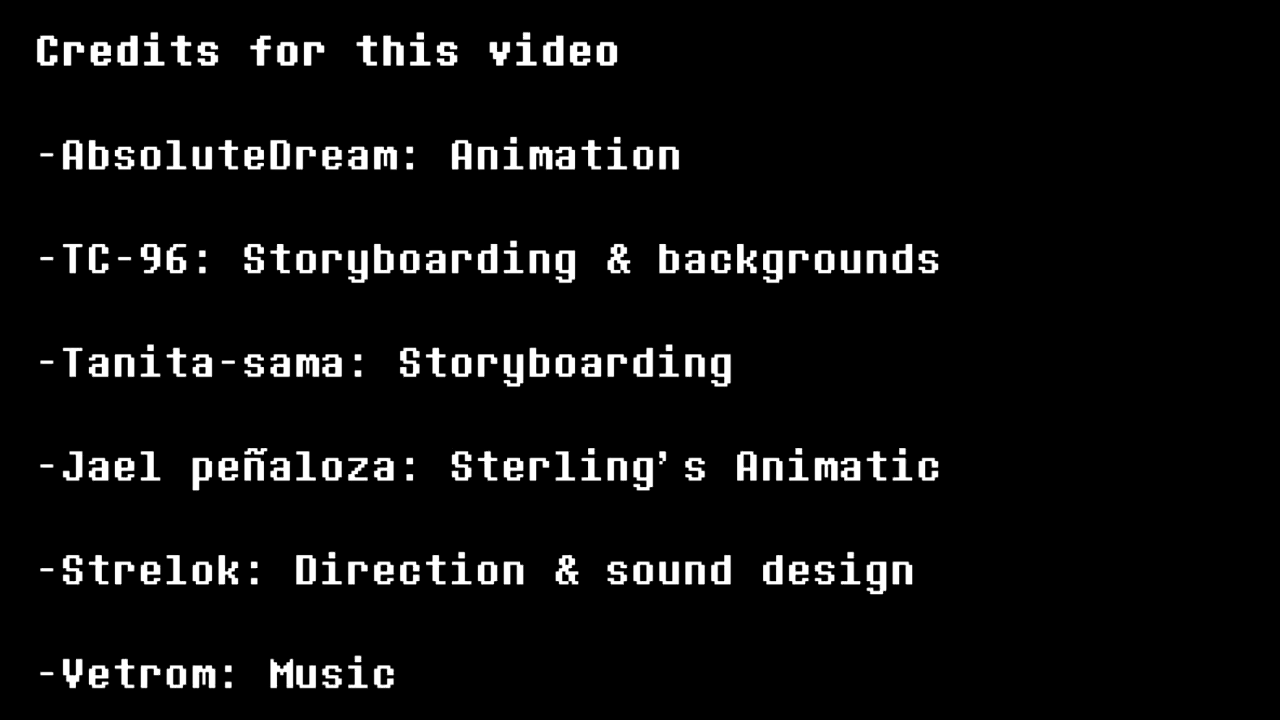 Credits for this video
-AbsoluteDream: Animation
-TC-96: Storyboarding & backgrounds
-Tanita-sama: Storyboarding
-Jael peñaloza: Sterling's Animatic
-Strelok: Direction & sound design
-Vetrom: Music